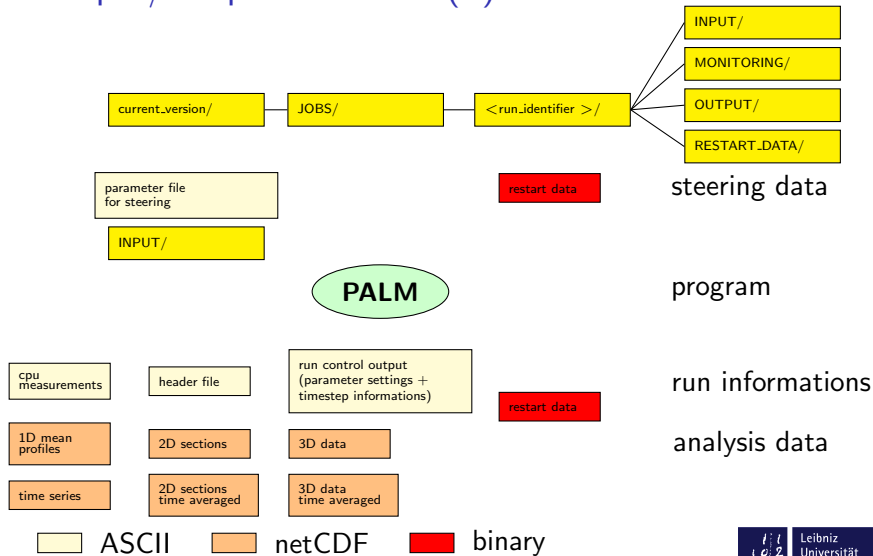 INPUT/
MONITORING/
current_version/
JOBS/
<run_identifier >/
OUTPUT/
RESTART_DATA/
parameter file
for steering
restart data
steering data
INPUT/
PALM
program
cpu
measurements
header file
run control output
(parameter settings +
timestep informations)
restart data
run informations
1D mean
profiles
2D sections
3D data
analysis data
time series
2D sections
time averaged
3D data
time averaged
ASCII
netCDF
binary
Leibniz
Universität